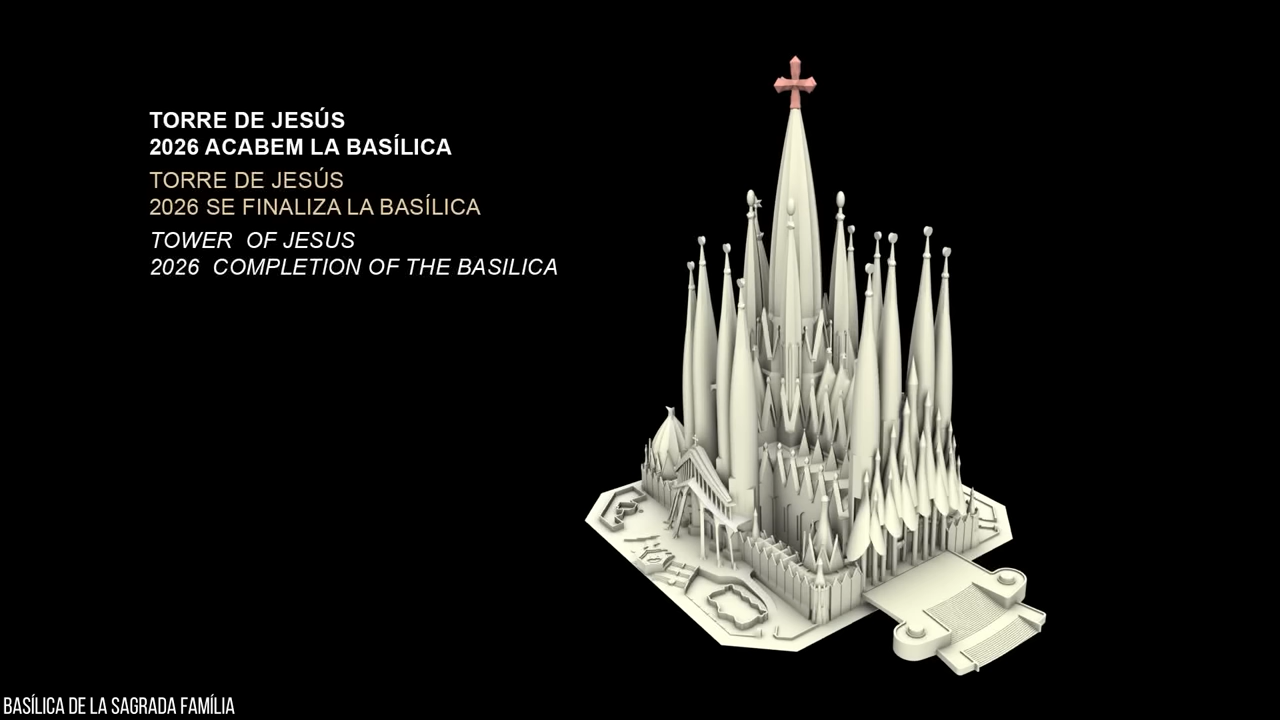 TORRE DE JESÚS
2026 ACABEM LA BASÍLICA
TORRE DE JESÚS
2026 SE FINALIZA LA BASÍLICA
TOWER OF JESUS
2026 COMPLETION OF THE BASILICA
BASÍLICA DE LA SAGRADA FAMÍLIA